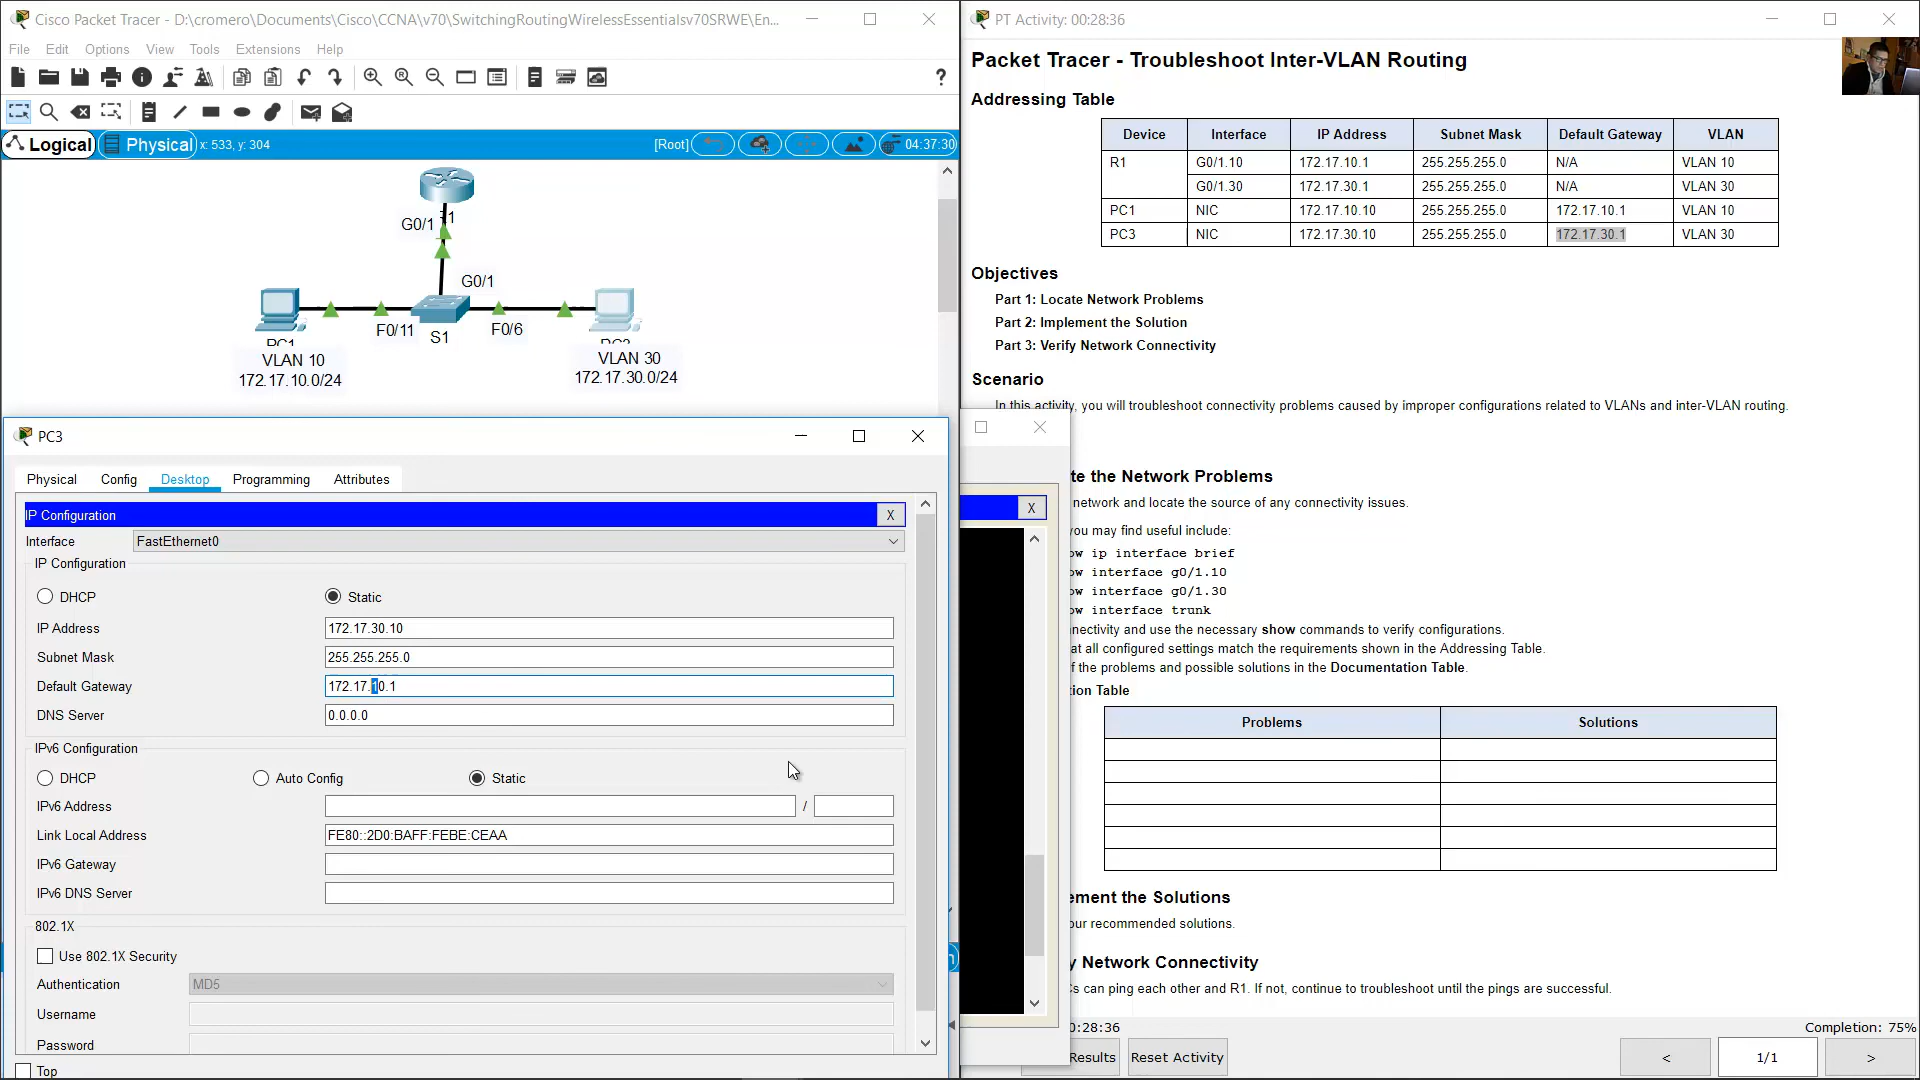 Cisco Packet Tracer - D:\cromero\Documents\Cisco\CCNA\v70\SwitchingRoutingWirelessEssentialsv70SRWE\En...
File Edit Options View Tools Extensions Help
?
Logical Physical x: 533, y: 304 [Root] 04:37:30
G0/1
G0/1
F0/11 S1 F0/6
VLAN 10
172.17.10.0/24
VLAN 30
172.17.30.0/24
PC3
Physical Config Desktop Programming Attributes
IP Configuration X
Interface FastEthernet0
IP Configuration
DHCP Static
IP Address 172.17.30.10
Subnet Mask 255.255.255.0
Default Gateway 172.17.10.1
DNS Server 0.0.0.0
IPv6 Configuration
DHCP Auto Config Static
IPv6 Address /
Link Local Address FE80::2D0:BAFF:FEBE:CEAA
IPv6 Gateway
IPv6 DNS Server
802.1X
Use 802.1X Security
Authentication MD5
Username
Password
Top
X
PT Activity: 00:28:36
Packet Tracer - Troubleshoot Inter-VLAN Routing
Addressing Table
Device Interface IP Address Subnet Mask Default Gateway VLAN
R1 G0/1.10 172.17.10.1 255.255.255.0 N/A VLAN 10
G0/1.30 172.17.30.1 255.255.255.0 N/A VLAN 30
PC1 NIC 172.17.10.10 255.255.255.0 172.17.10.1 VLAN 10
PC3 NIC 172.17.30.10 255.255.255.0 172.17.30.1 VLAN 30
Objectives
Part 1: Locate Network Problems
Part 2: Implement the Solution
Part 3: Verify Network Connectivity
Scenario
In this activity, you will troubleshoot connectivity problems caused by improper configurations related to VLANs and inter-VLAN routing.
te the Network Problems
network and locate the source of any connectivity issues.
you may find useful include:
ow ip interface brief
ow interface g0/1.10
ow interface g0/1.30
ow interface trunk
nectivity and use the necessary show commands to verify configurations.
at all configured settings match the requirements shown in the Addressing Table.
f the problems and possible solutions in the Documentation Table.
tion Table
Problems Solutions
ement the Solutions
our recommended solutions.
y Network Connectivity
Cs can ping each other and R1. If not, continue to troubleshoot until the pings are successful.
0:28:36 Completion: 75%
Results Reset Activity < 1/1 >